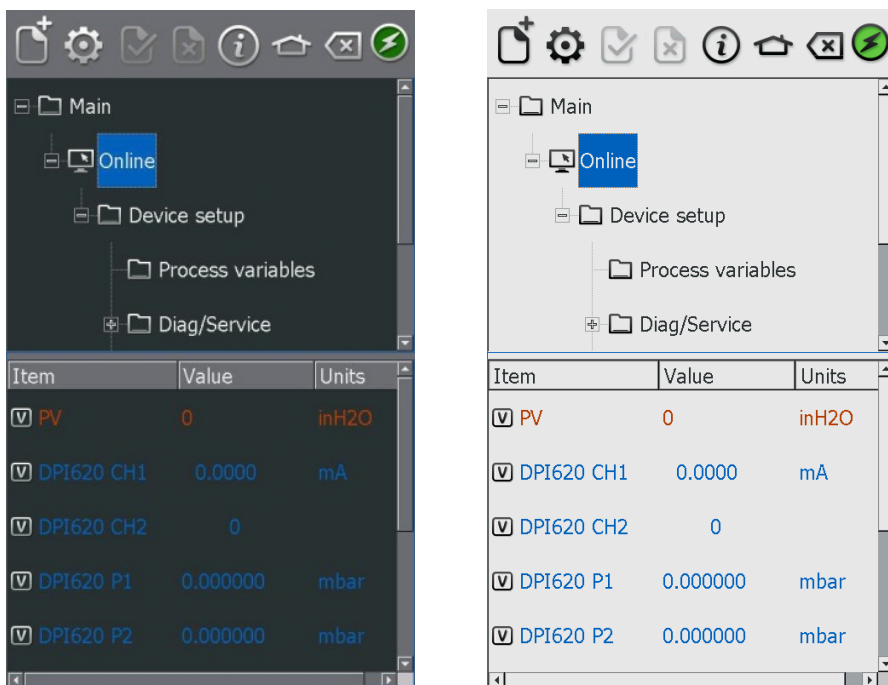 Main
Online
Device setup
Process variables
Diag/Service
Item Value Units
V PV 0 inH2O
V DPI620 CH1 0.0000 mA
V DPI620 CH2 0
V DPI620 P1 0.000000 mbar
V DPI620 P2 0.000000 mbar
Main
Online
Device setup
Process variables
Diag/Service
Item Value Units
V PV 0 inH2O
V DPI620 CH1 0.0000 mA
V DPI620 CH2 0
V DPI620 P1 0.000000 mbar
V DPI620 P2 0.000000 mbar